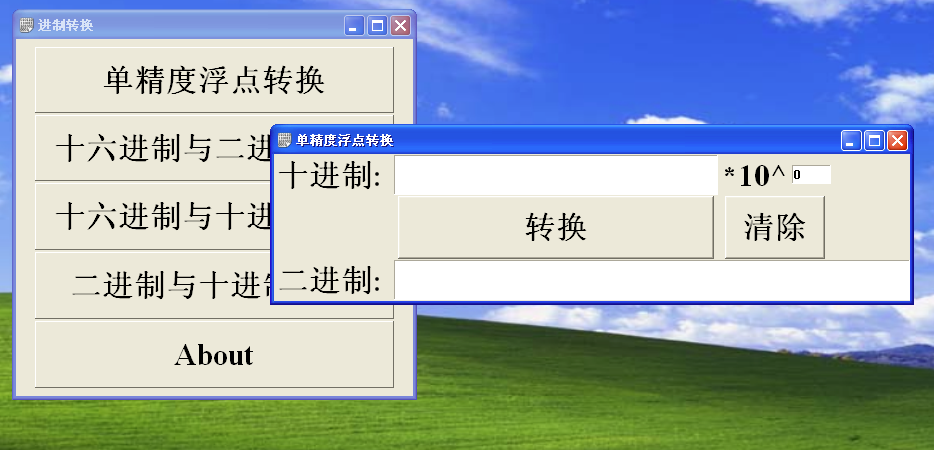 进制转换
单精度浮点转换
十六进制与二进
十六进制与十进
二进制与十进制
About
单精度浮点转换
十进制: *10^ 0
转换 清除
二进制: